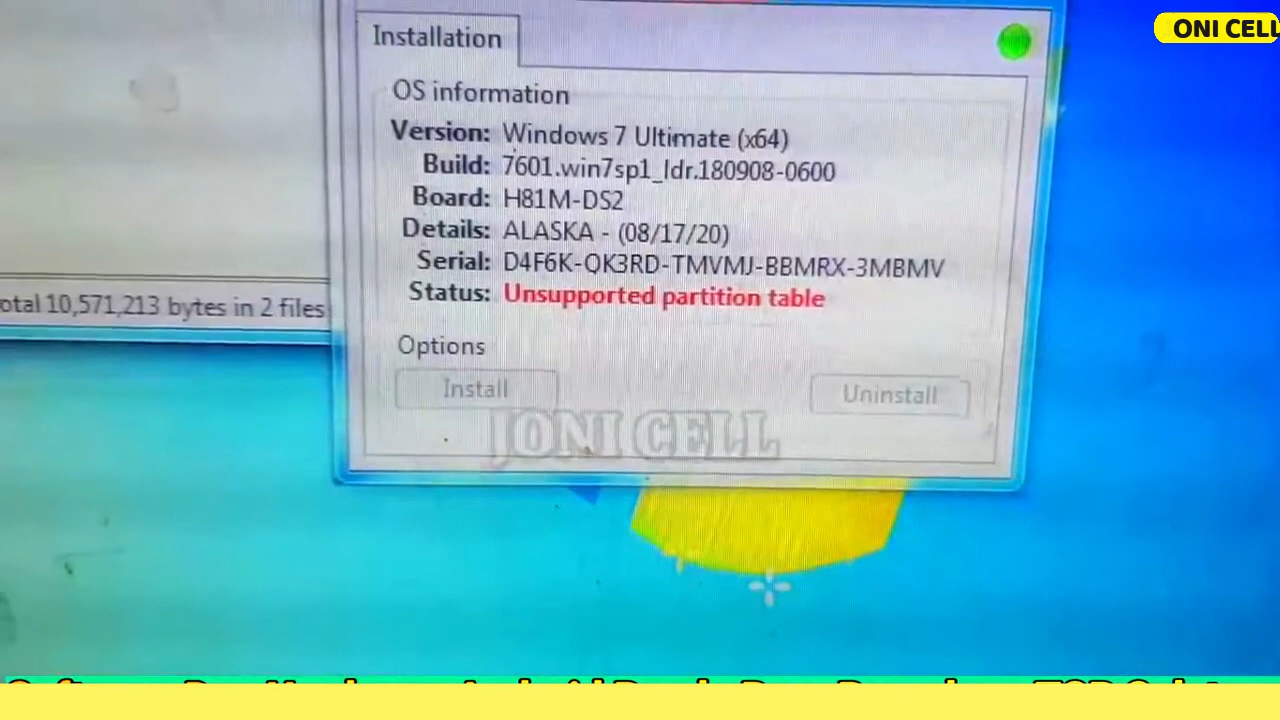 ONI CELL
Installation
OS information
Version: Windows 7 Ultimate (x64)
Build: 7601.win7sp1_ldr.180908-0600
Board: H81M-DS2
Details: ALASKA - (08/17/20)
Serial: D4F6K-QK3RD-TMVMJ-BBMRX-3MBMV
Status: Unsupported partition table
otal 10,571,213 bytes in 2 files
Options
Install
Uninstall
JONI CELL